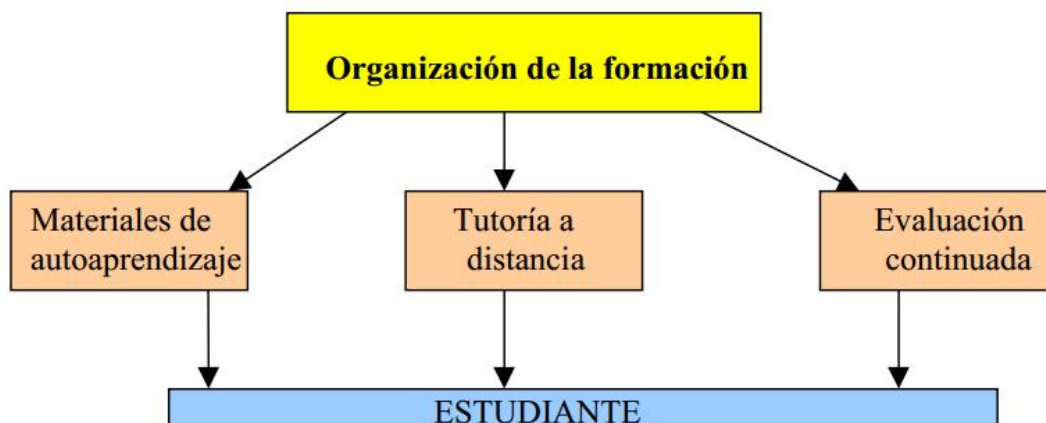 Organización de la formación
Materiales de
autoaprendizaje
Tutoría a
distancia
Evaluación
continuada
ESTUDIANTE